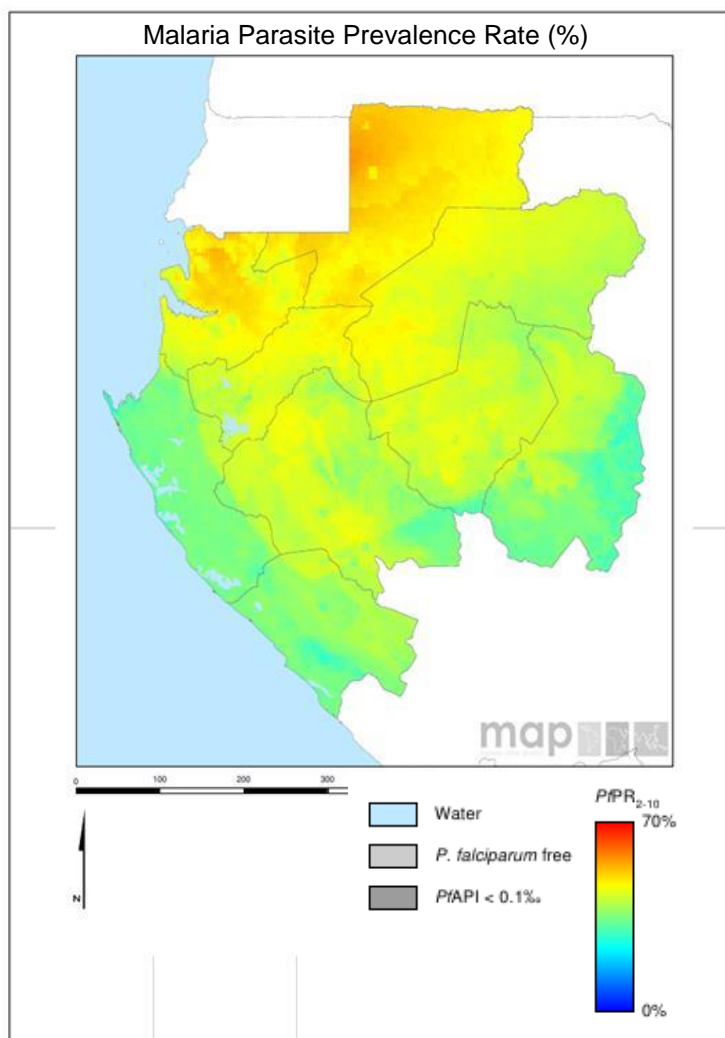 Malaria Parasite Prevalence Rate (%)
map
0 100 200 300
Water
P. falciparum free
PfAPI < 0.1‰
N
PfPR2-10
70%
0%